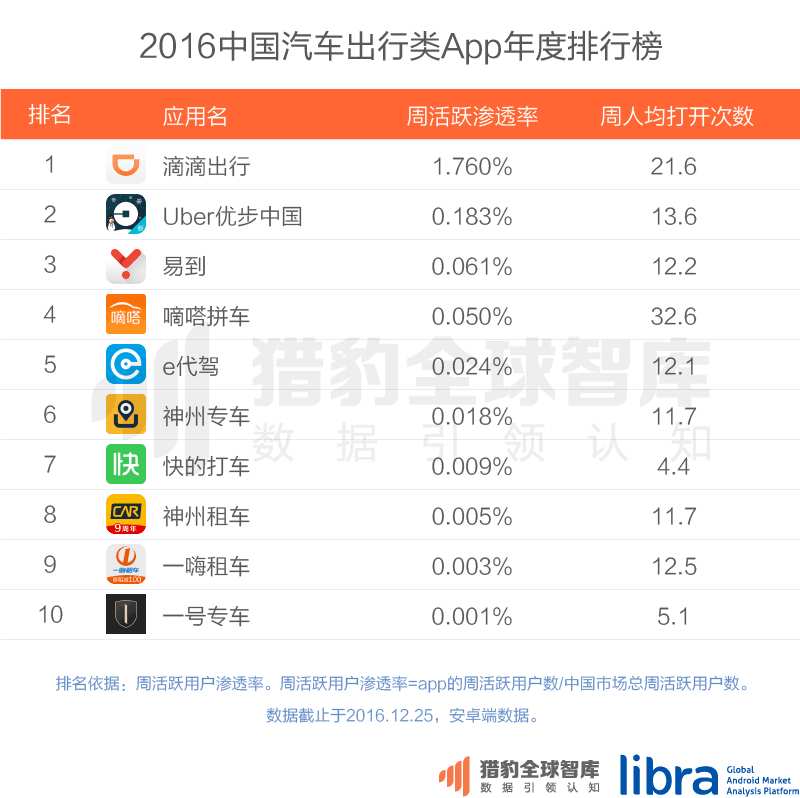 2016中国汽车出行类App年度排行榜
排名 应用名 周活跃渗透率 周人均打开次数
1 滴滴出行 1.760% 21.6
2 Uber优步中国 0.183% 13.6
3 易到 0.061% 12.2
4 嘀嗒 嘀嗒拼车 0.050% 32.6
5 e代驾 0.024% 12.1
6 神州专车 0.018% 11.7
7 快 快的打车 0.009% 4.4
8 CAR 9周年 神州租车 0.005% 11.7
9 一嗨租车 一嗨租车 0.003% 12.5
10 一号专车 0.001% 5.1
猎豹全球智库
数据引领认知
排名依据：周活跃用户渗透率。周活跃用户渗透率=app的周活跃用户数/中国市场总周活跃用户数。
数据截止于2016.12.25，安卓端数据。
猎豹全球智库
数据引领认知
libra
Global
Android Market
Analysis Platform